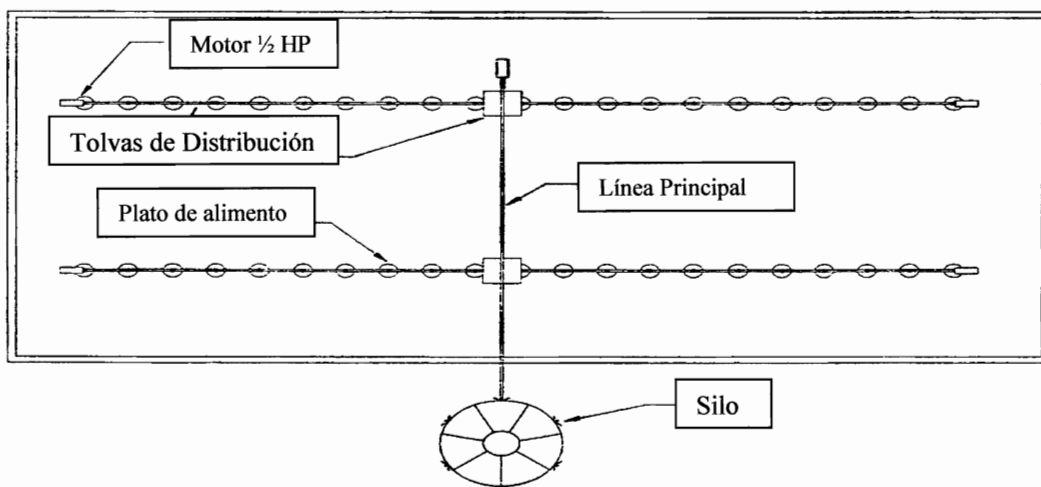 Motor ½ HP
Tolvas de Distribución
Línea Principal
Plato de alimento
Silo